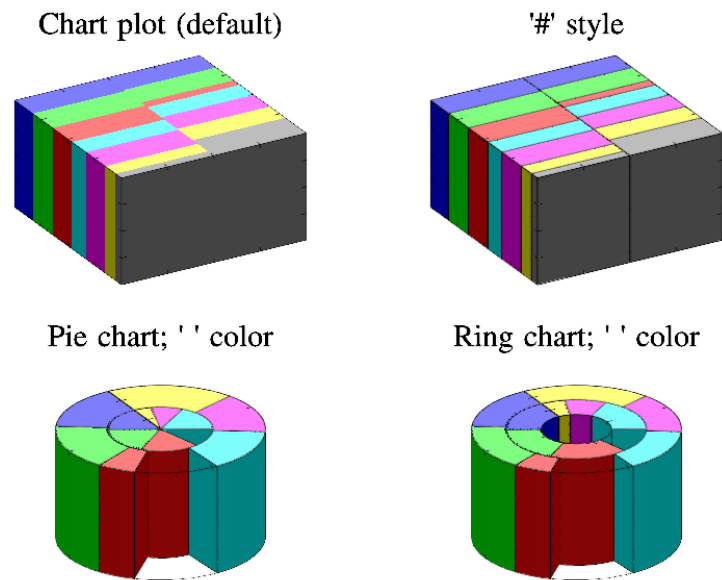 Chart plot (default)
'#' style
Pie chart; ' ' color
Ring chart; ' ' color